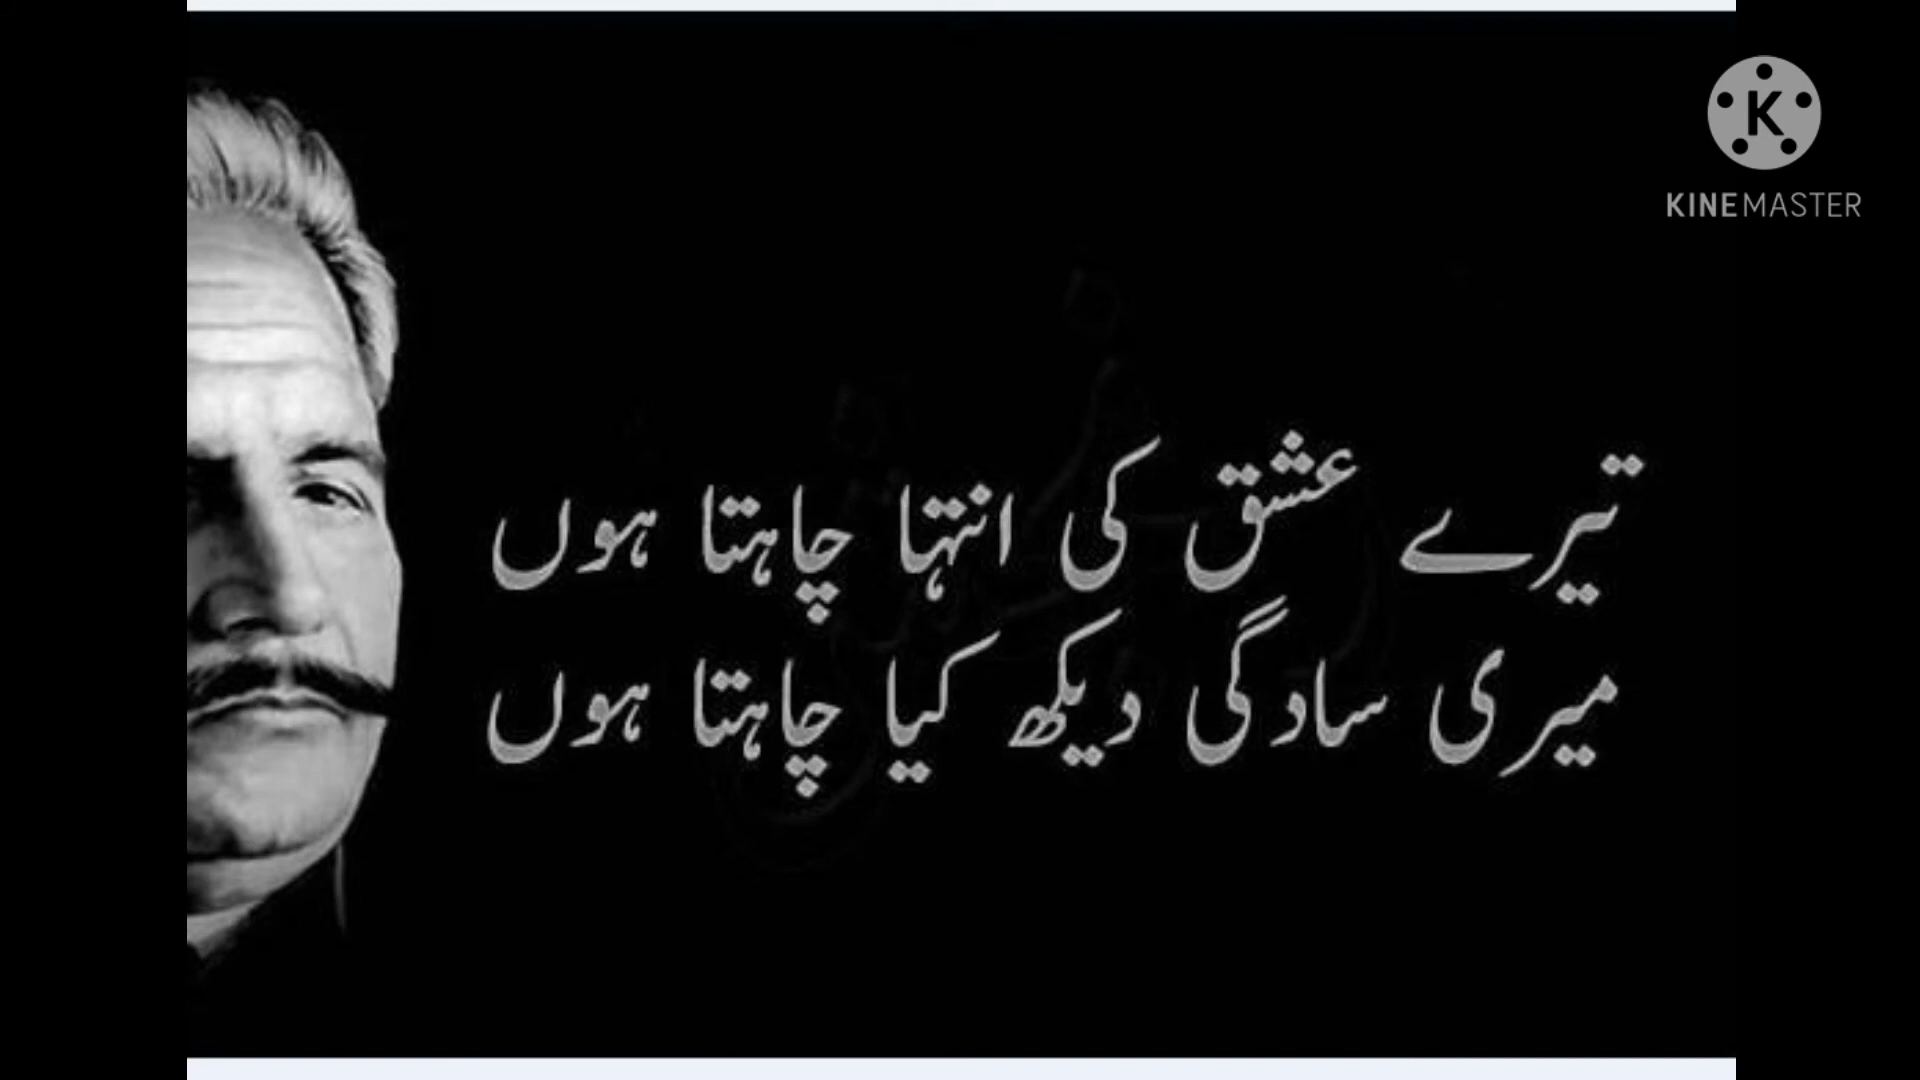 KINEMASTER
تیرے عشق کی انتہا چاہتا ہوں
میری سادگی دیکھ کیا چاہتا ہوں